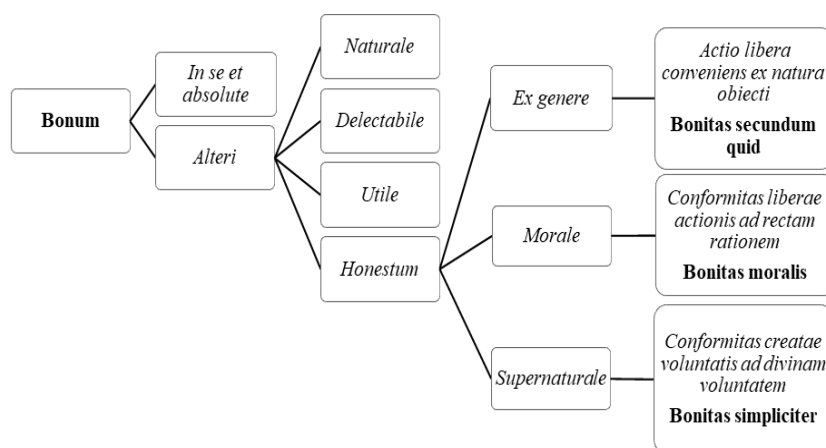 Bonum
In se et
absolute
Alteri
Naturale
Delectabile
Utile
Honestum
Ex genere
Morale
Supernaturale
Actio libera
conveniens ex natura
obiecti
Bonitas secundum
quid
Conformitas liberae
actionis ad rectam
rationem
Bonitas moralis
Conformitas creatae
voluntatis ad divinam
voluntatem
Bonitas simpliciter